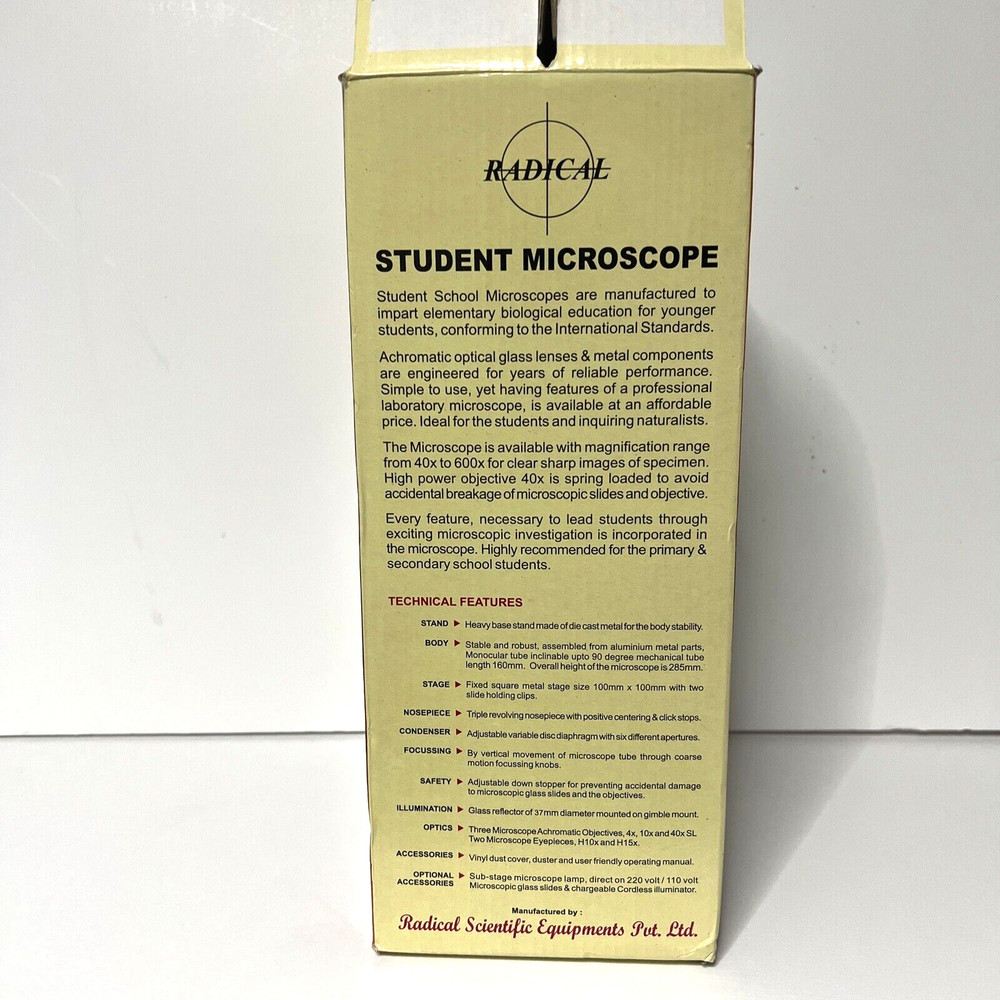 RADICAL
STUDENT MICROSCOPE
Student School Microscopes are manufactured to
impart elementary biological education for younger
students, conforming to the International Standards.
Achromatic optical glass lenses & metal components
are engineered for years of reliable performance.
Simple to use, yet having features of a professional
laboratory microscope, is available at an affordable
price. Ideal for the students and inquiring naturalists.
The Microscope is available with magnification range
from 40x to 600x for clear sharp images of specimen.
High power objective 40x is spring loaded to avoid
accidental breakage of microscopic slides and objective.
Every feature, necessary to lead students through
exciting microscopic investigation is incorporated in
the microscope. Highly recommended for the primary &
secondary school students.
TECHNICAL FEATURES
STAND ▶ Heavy base stand made of die cast metal for the body stability.
BODY ▶ Stable and robust, assembled from aluminium metal parts,
Monocular tube inclinable upto 90 degree mechanical tube
length 160mm. Overall height of the microscope is 285mm.
STAGE ▶ Fixed square metal stage size 100mm x 100mm with two
slide holding clips.
NOSEPIECE ▶ Triple revolving nosepiece with positive centering & click stops.
CONDENSER ▶ Adjustable variable disc diaphragm with six different apertures.
FOCUSSING ▶ By vertical movement of microscope tube through coarse
motion focussing knobs.
SAFETY ▶ Adjustable down stopper for preventing accidental damage
to microscopic glass slides and the objectives.
ILLUMINATION ▶ Glass reflector of 37mm diameter mounted on gimble mount.
OPTICS ▶ Three Microscope Achromatic Objectives, 4x, 10x and 40x SL
Two Microscope Eyepieces, H10x and H15x.
ACCESSORIES ▶ Vinyl dust cover, duster and user friendly operating manual.
OPTIONAL ▶ Sub-stage microscope lamp, direct on 220 volt / 110 volt
ACCESSORIES Microscopic glass slides & chargeable Cordless illuminator.
Manufactured by :
Radical Scientific Equipments Pvt. Ltd.